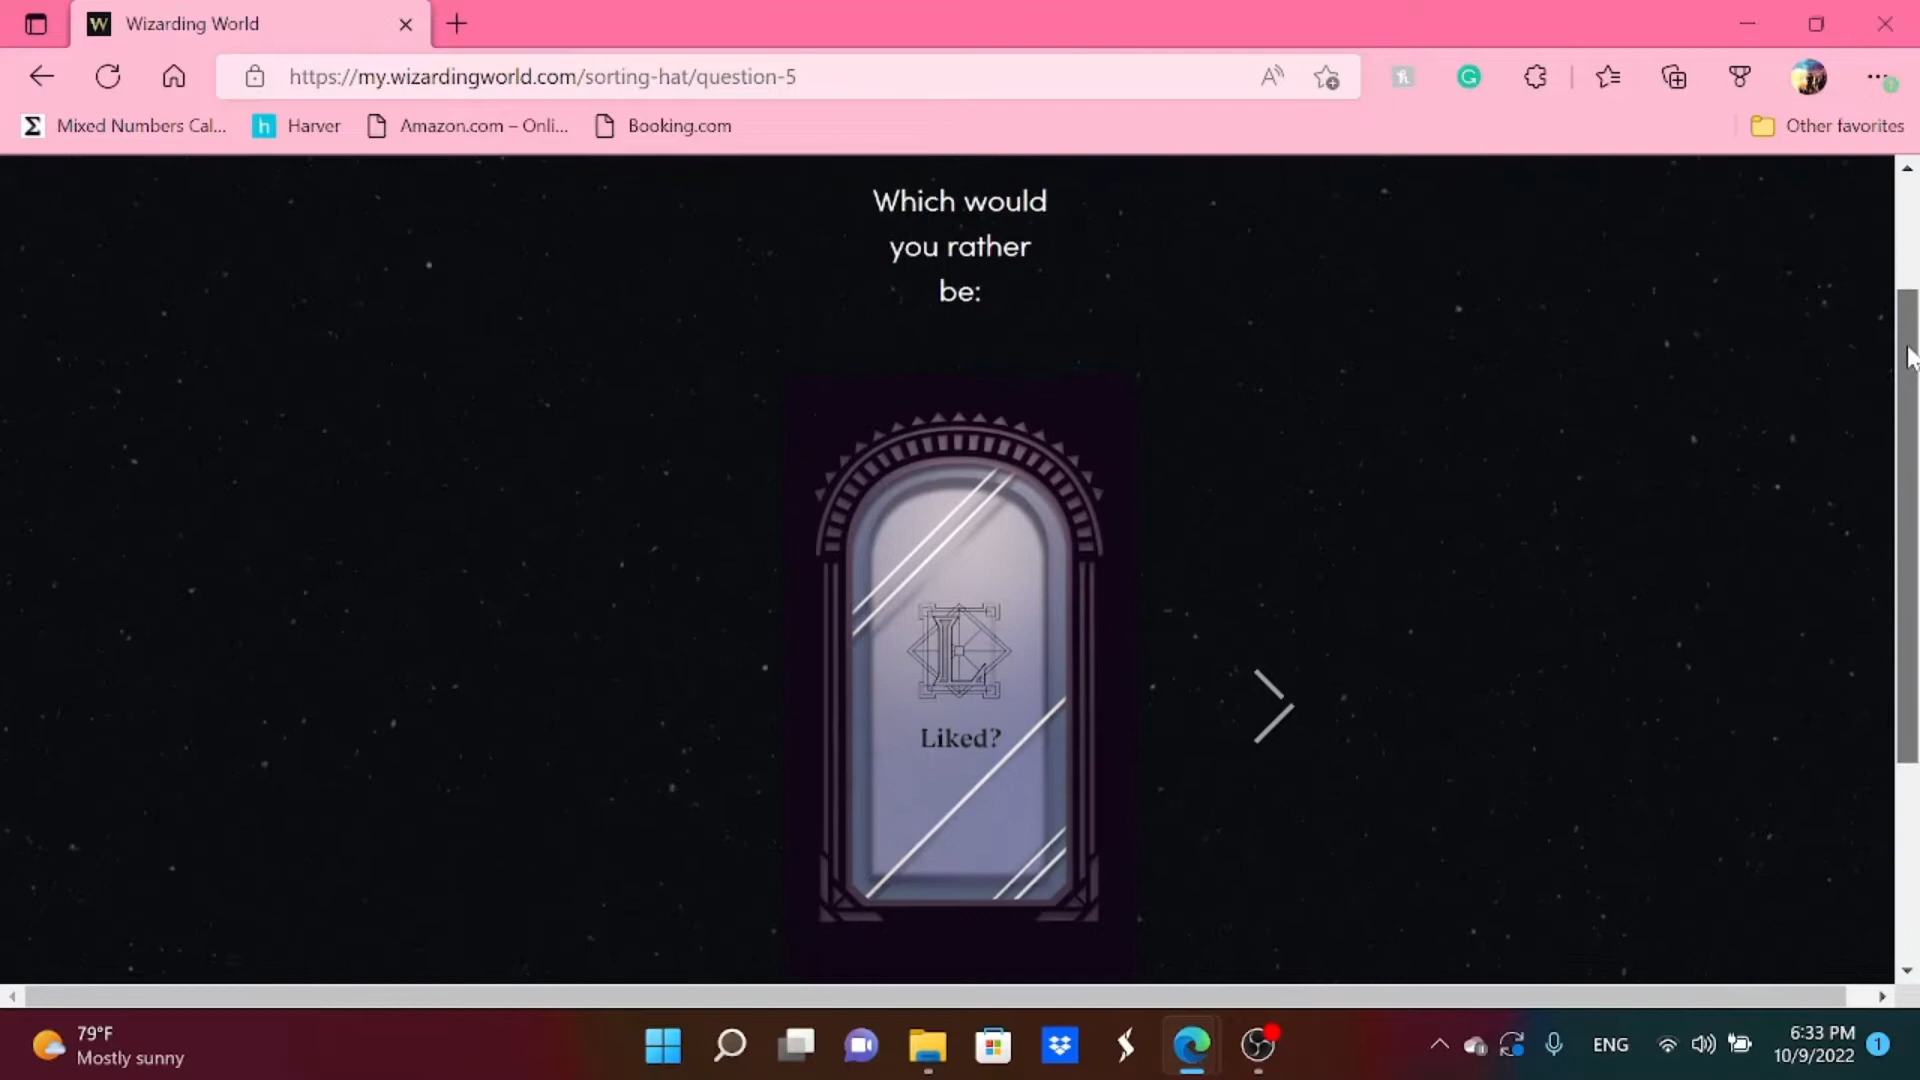 Wizarding World
https://my.wizardingworld.com/sorting-hat/question-5
Mixed Numbers Cal...
Harver
Amazon.com – Onli...
Booking.com
Other favorites
Which would
you rather
be:
L
Liked?
79°F
Mostly sunny
ENG
6:33 PM
10/9/2022
1